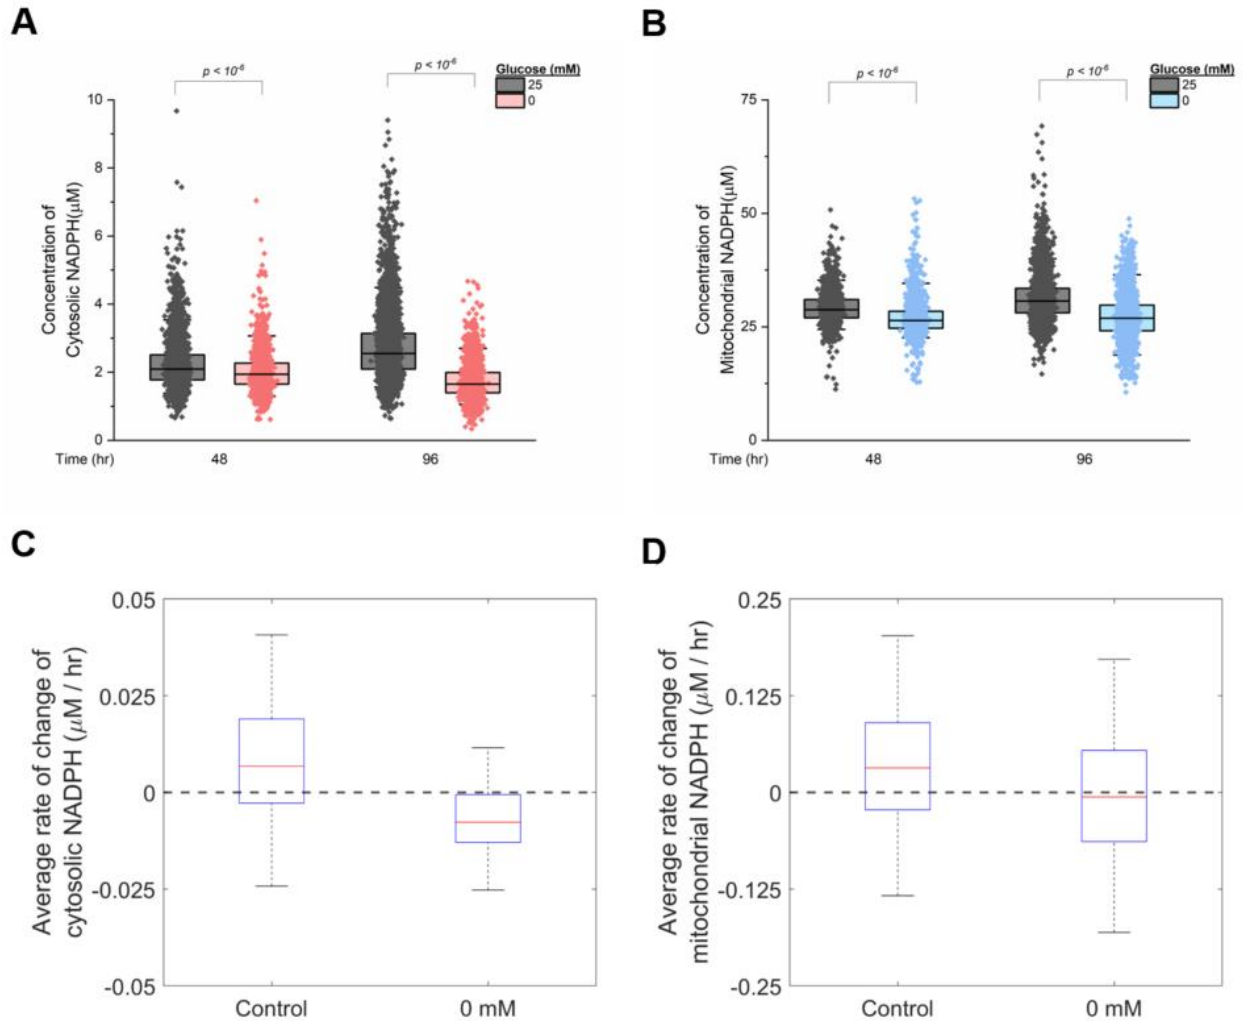 A
p < 10-6
p < 10-6
Glucose (mM)
25
0
Concentration of
Cytosolic NADPH(μM)
10
8
6
4
2
0
Time (hr)
48
96
B
p < 10-6
p < 10-6
Glucose (mM)
25
0
Concentration of
Mitochondrial NADPH(μM)
75
50
25
0
Time (hr)
48
96
C
Average rate of change of
cytosolic NADPH (μM / hr)
0.05
0.025
0
-0.025
-0.05
Control
0 mM
D
Average rate of change of
mitochondrial NADPH (μM / hr)
0.25
0.125
0
-0.125
-0.25
Control
0 mM